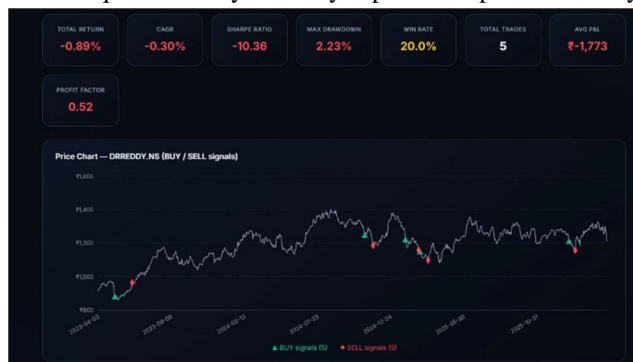 TOTAL RETURN
-0.89%
CAGR
-0.30%
SHARPE RATIO
-10.36
MAX DRAWDOWN
2.23%
WIN RATE
20.0%
TOTAL TRADES
5
AVG P&L
₹-1,773
PROFIT FACTOR
0.52
Price Chart — DRREDDY.NS (BUY / SELL signals)
₹1,600
₹1,400
₹1,200
₹1,000
₹800
2023-04-03
2023-09-06
2024-02-13
2024-07-23
2024-12-24
2025-05-30
2025-10-31
▲ BUY signals (5) ♦ SELL signals (5)